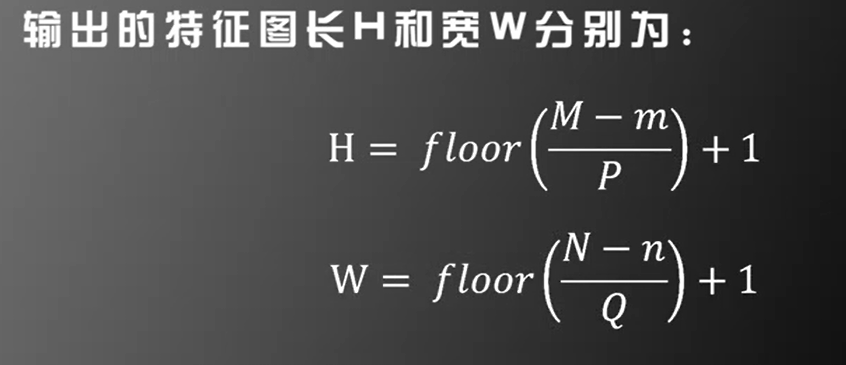 输出的特征图长H和宽W分别为：
H = floor((M − m)/P) + 1
W = floor((N − n)/Q) + 1